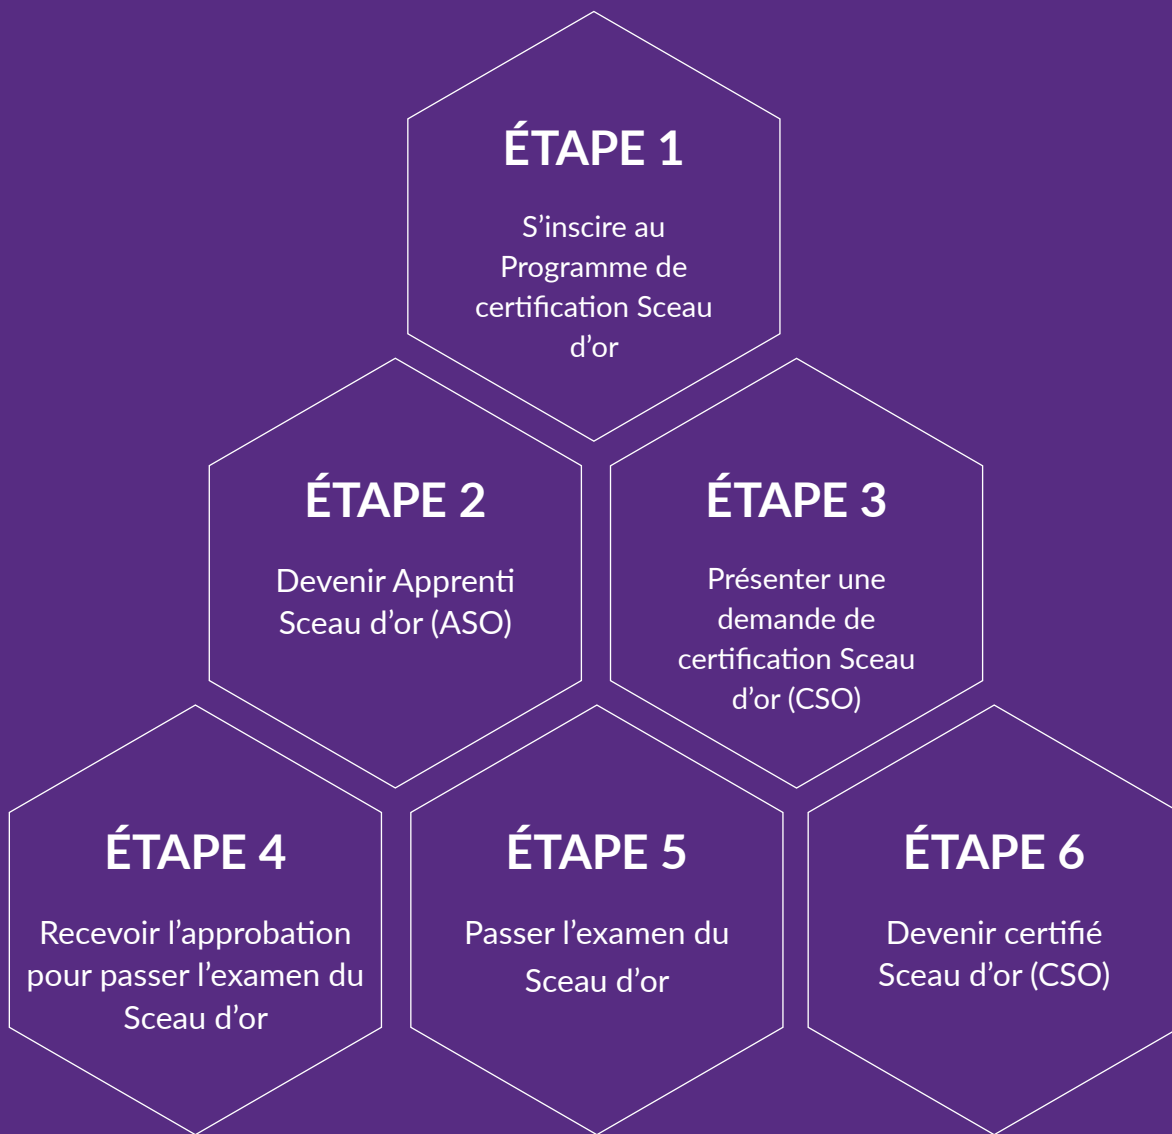 ÉTAPE 1
S’inscire au
Programme de
certification Sceau
d’or
ÉTAPE 2
Devenir Apprenti
Sceau d’or (ASO)
ÉTAPE 3
Présenter une
demande de
certification Sceau
d’or (CSO)
ÉTAPE 4
Recevoir l’approbation
pour passer l’examen du
Sceau d’or
ÉTAPE 5
Passer l’examen du
Sceau d’or
ÉTAPE 6
Devenir certifié
Sceau d’or (CSO)